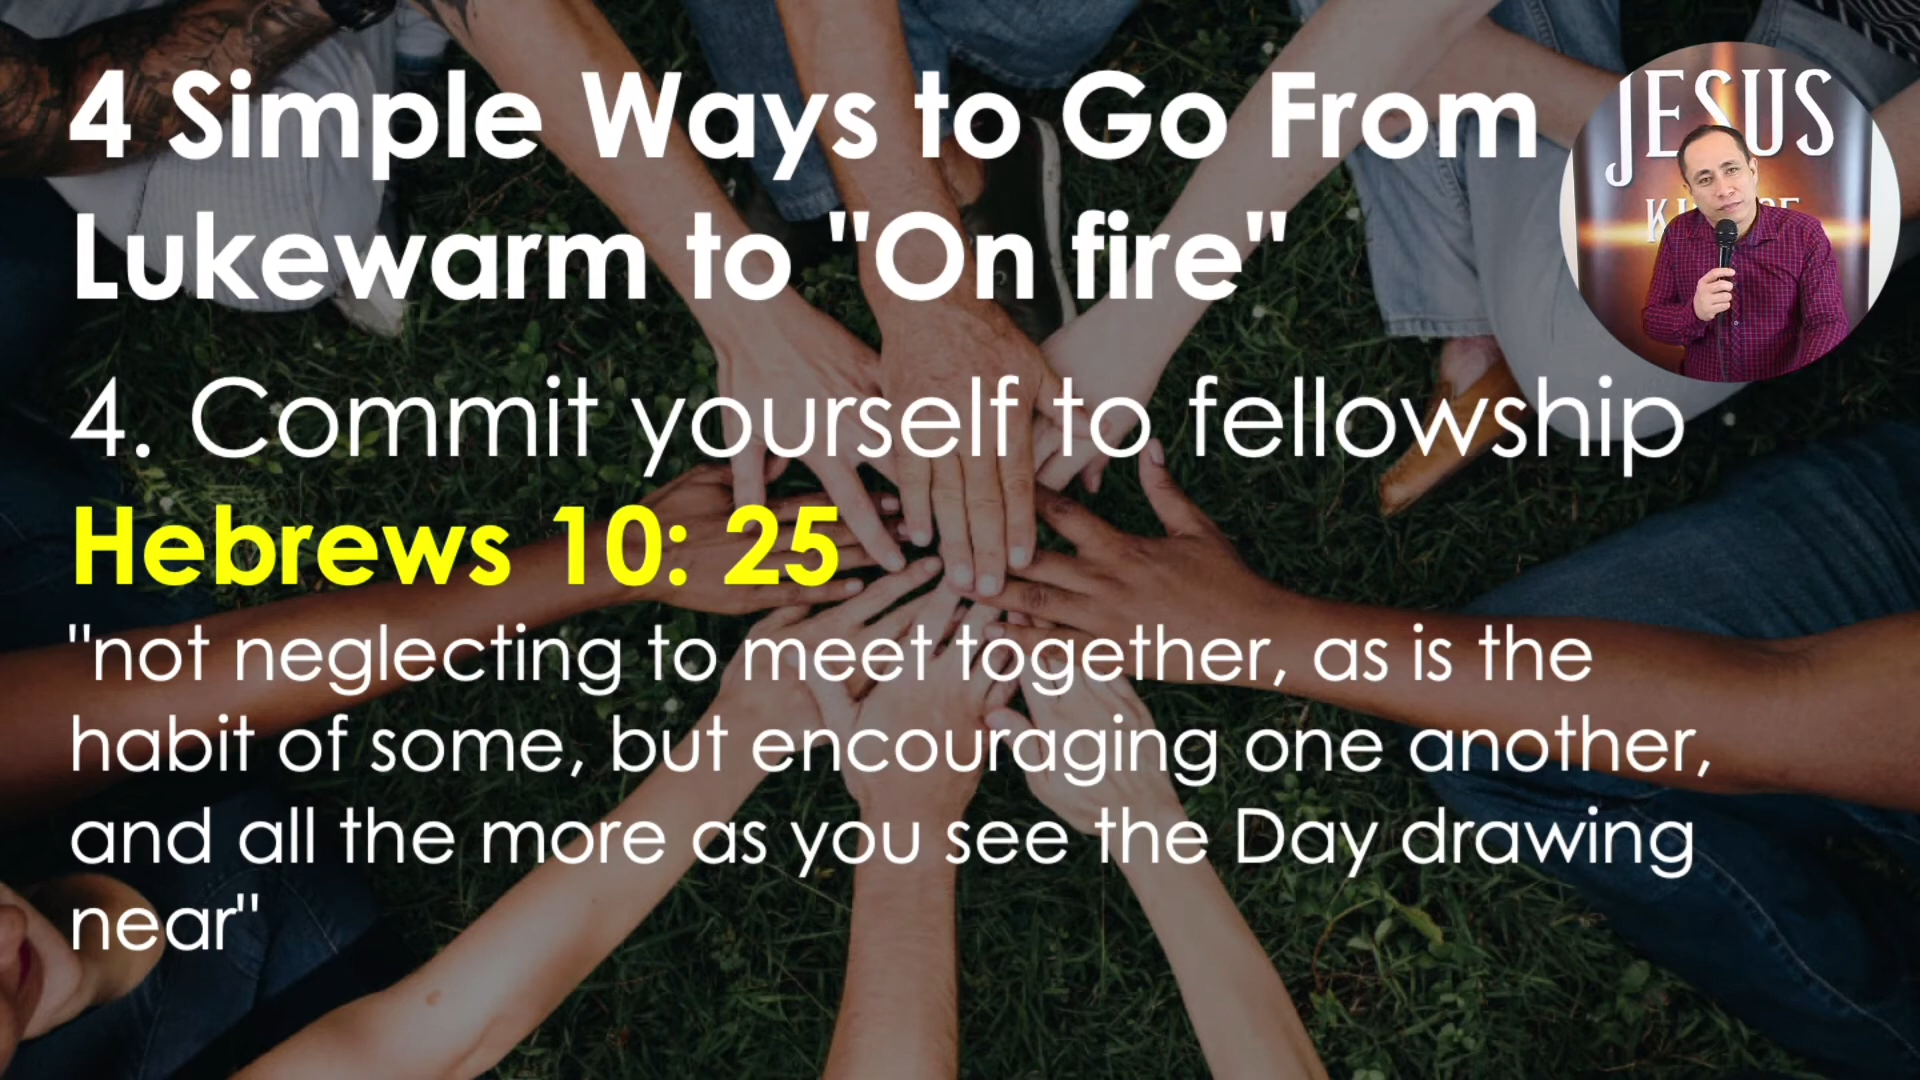 4 Simple Ways to Go From
Lukewarm to "On fire"
JESUS
4. Commit yourself to fellowship
Hebrews 10: 25
"not neglecting to meet together, as is the
habit of some, but encouraging one another,
and all the more as you see the Day drawing
near"